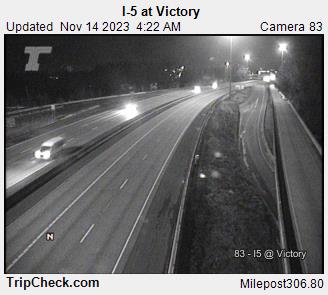 I-5 at Victory
Updated Nov 14 2023 4:22 AM Camera 83
T
N
83 - I5 @ Victory
TripCheck.com Milepost306.80